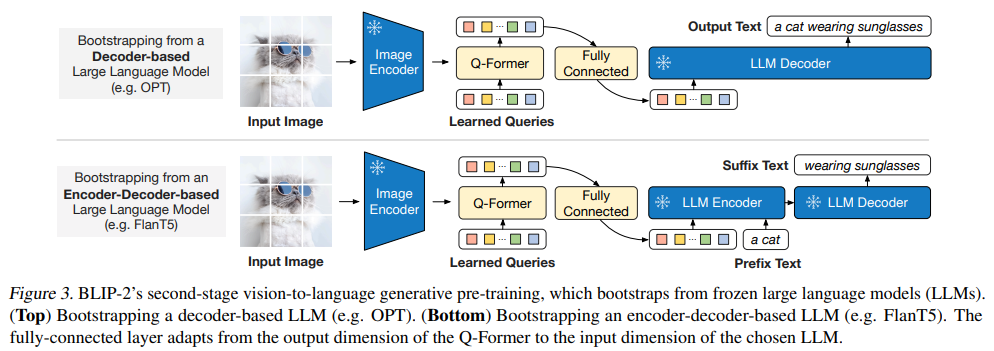 Bootstrapping from a
Decoder-based
Large Language Model
(e.g. OPT)
Input Image
Image
Encoder
Q-Former
Learned Queries
Fully
Connected
Output Text
a cat wearing sunglasses
LLM Decoder
Bootstrapping from an
Encoder-Decoder-based
Large Language Model
(e.g. FlanT5)
Input Image
Image
Encoder
Q-Former
Learned Queries
Fully
Connected
Suffix Text
wearing sunglasses
LLM Encoder
LLM Decoder
a cat
Prefix Text
Figure 3. BLIP-2's second-stage vision-to-language generative pre-training, which bootstraps from frozen large language models (LLMs).
(Top) Bootstrapping a decoder-based LLM (e.g. OPT). (Bottom) Bootstrapping an encoder-decoder-based LLM (e.g. FlanT5). The
fully-connected layer adapts from the output dimension of the Q-Former to the input dimension of the chosen LLM.